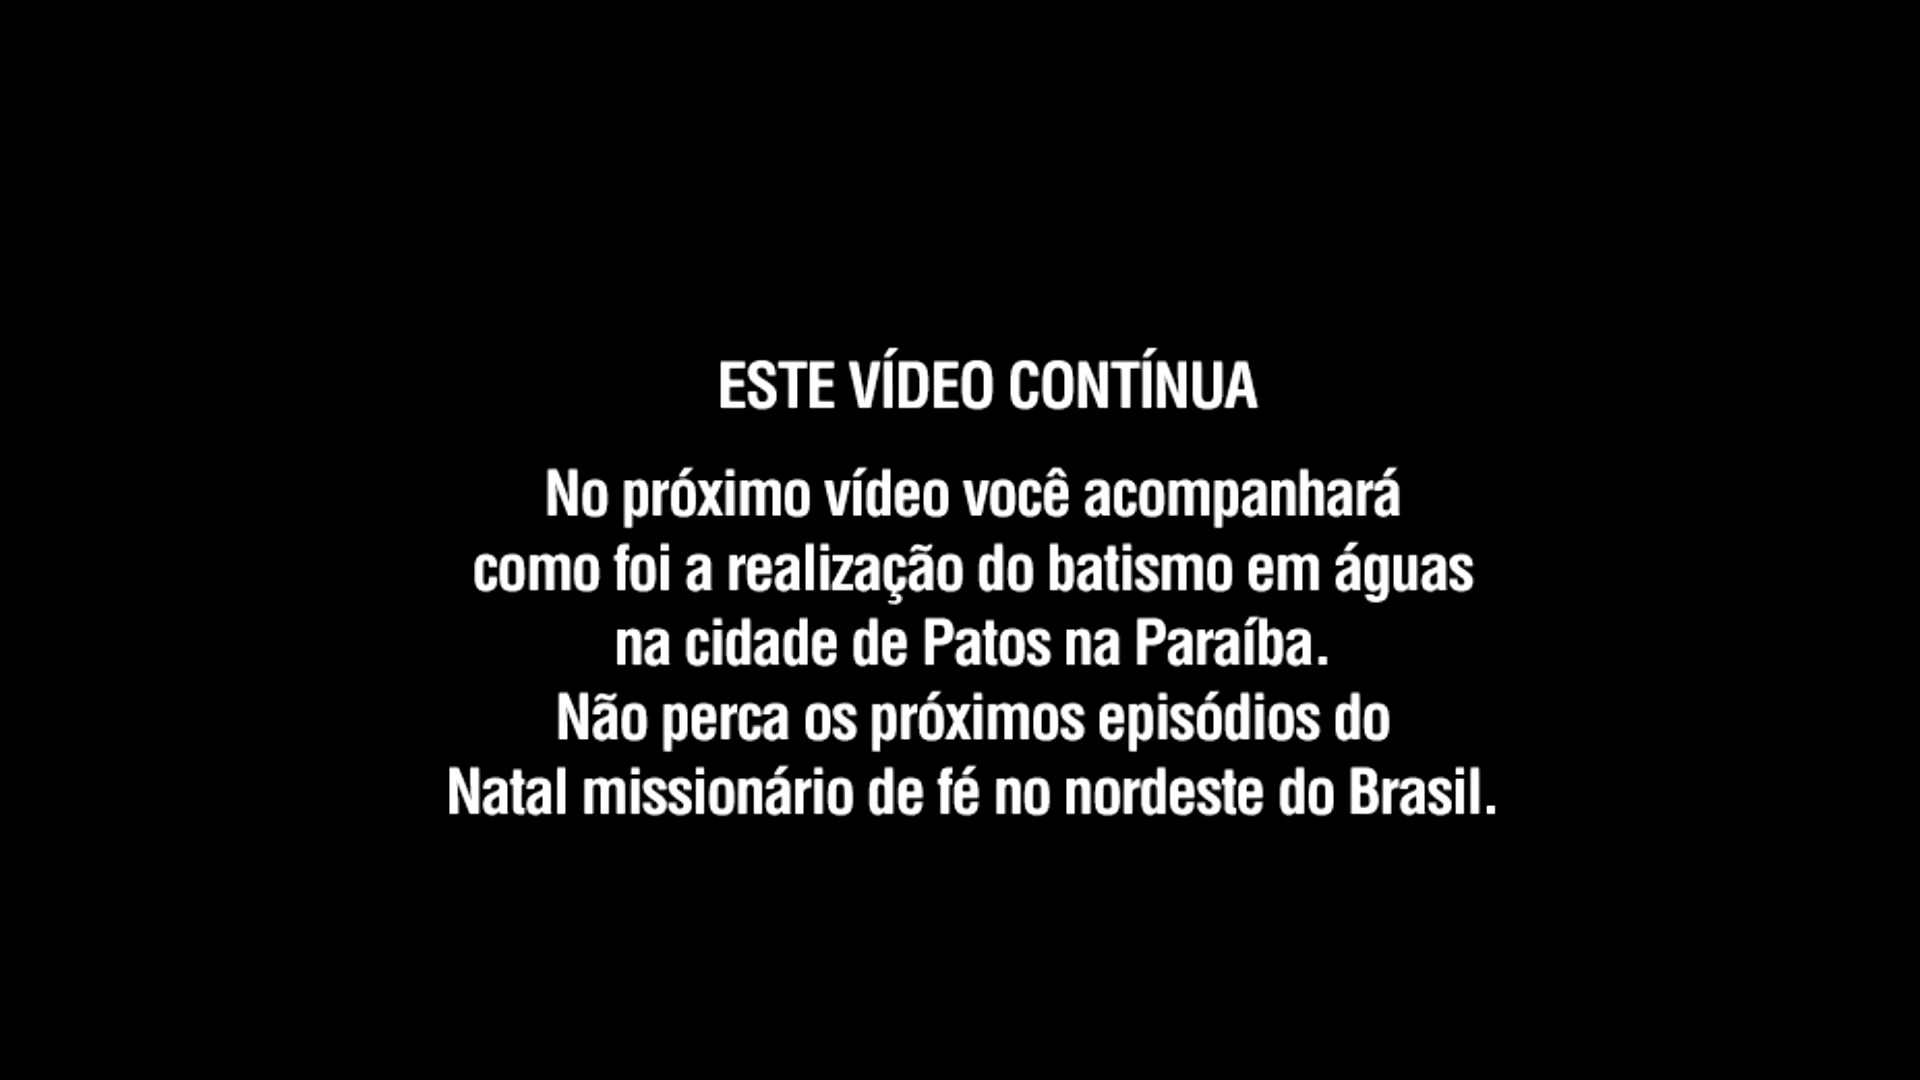 ESTE VÍDEO CONTÍNUA
No próximo vídeo você acompanhará
como foi a realização do batismo em águas
na cidade de Patos na Paraíba.
Não perca os próximos episódios do
Natal missionário de fé no nordeste do Brasil.